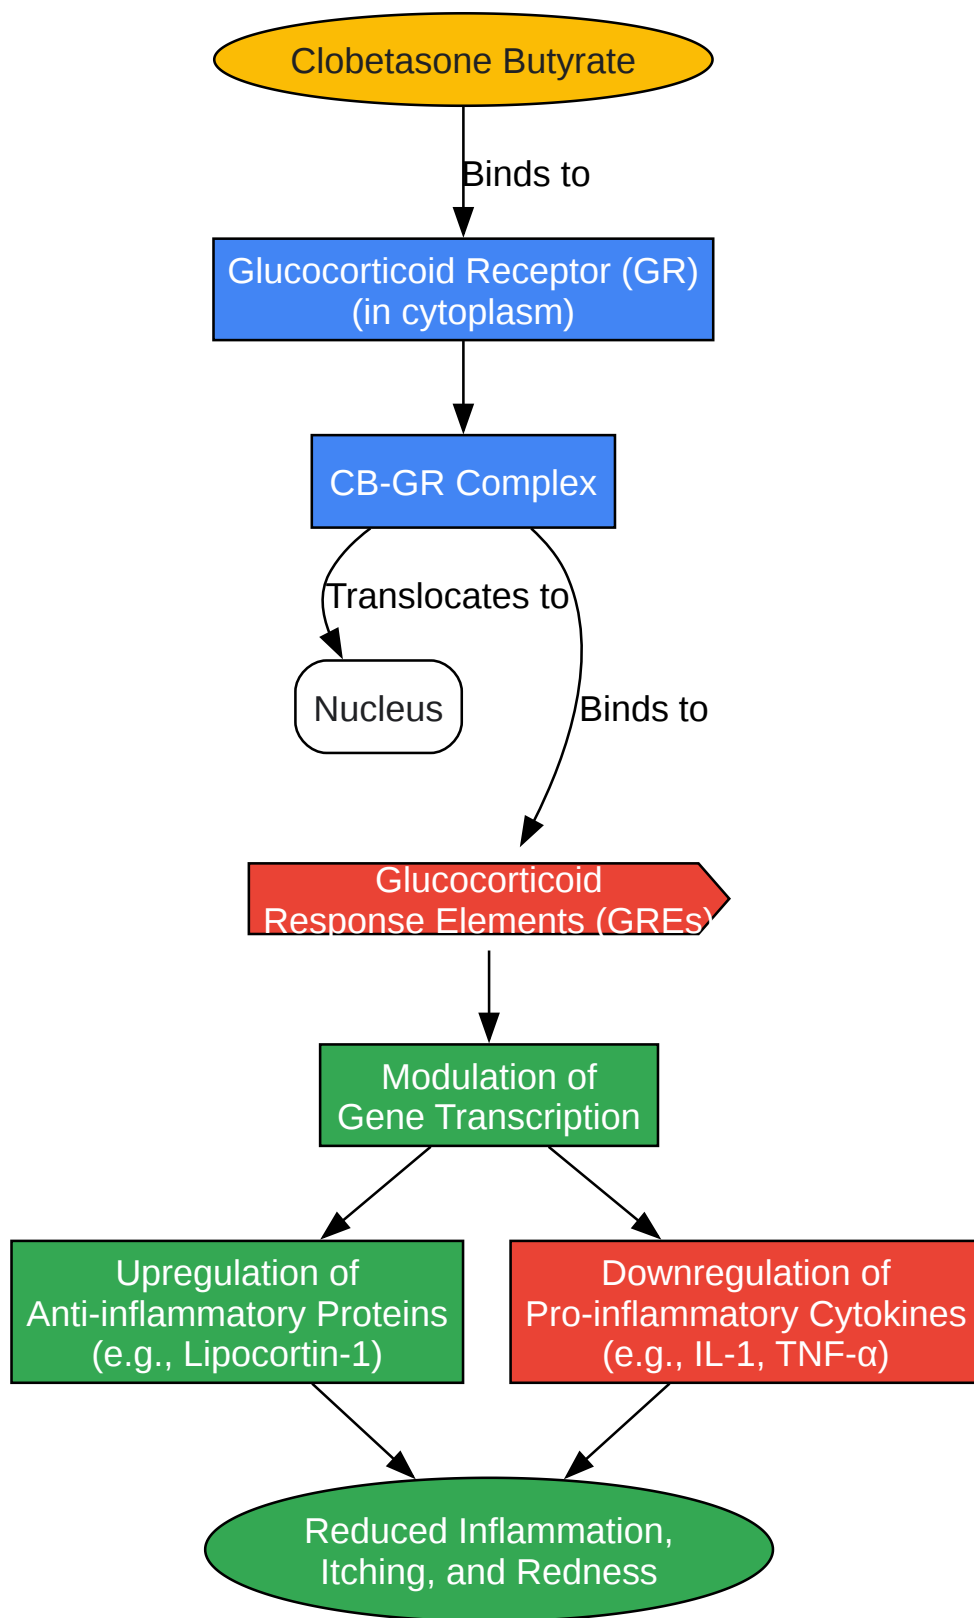 Clobetasone Butyrate
Binds to
Glucocorticoid Receptor (GR)
(in cytoplasm)
CB-GR Complex
Translocates to
Nucleus
Binds to
Glucocorticoid
Response Elements (GREs)
Modulation of
Gene Transcription
Upregulation of
Anti-inflammatory Proteins
(e.g., Lipocortin-1)
Downregulation of
Pro-inflammatory Cytokines
(e.g., IL-1, TNF-α)
Reduced Inflammation,
Itching, and Redness